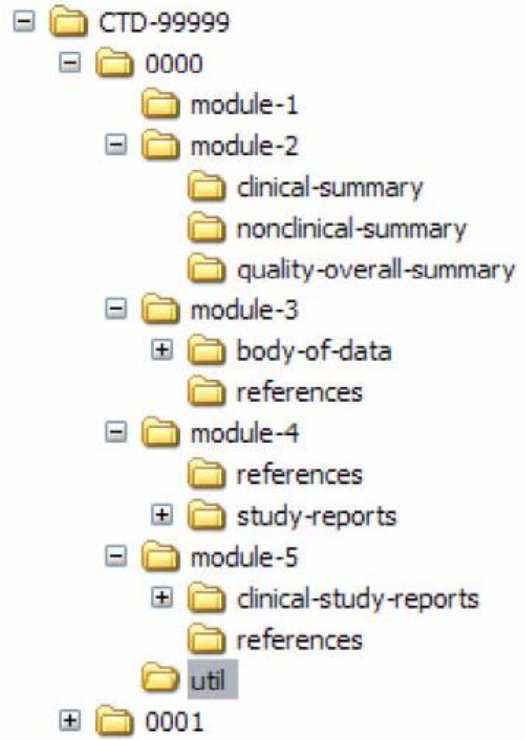 CTD-99999
0000
module-1
module-2
clinical-summary
nonclinical-summary
quality-overall-summary
module-3
body-of-data
references
module-4
references
study-reports
module-5
clinical-study-reports
references
util
0001